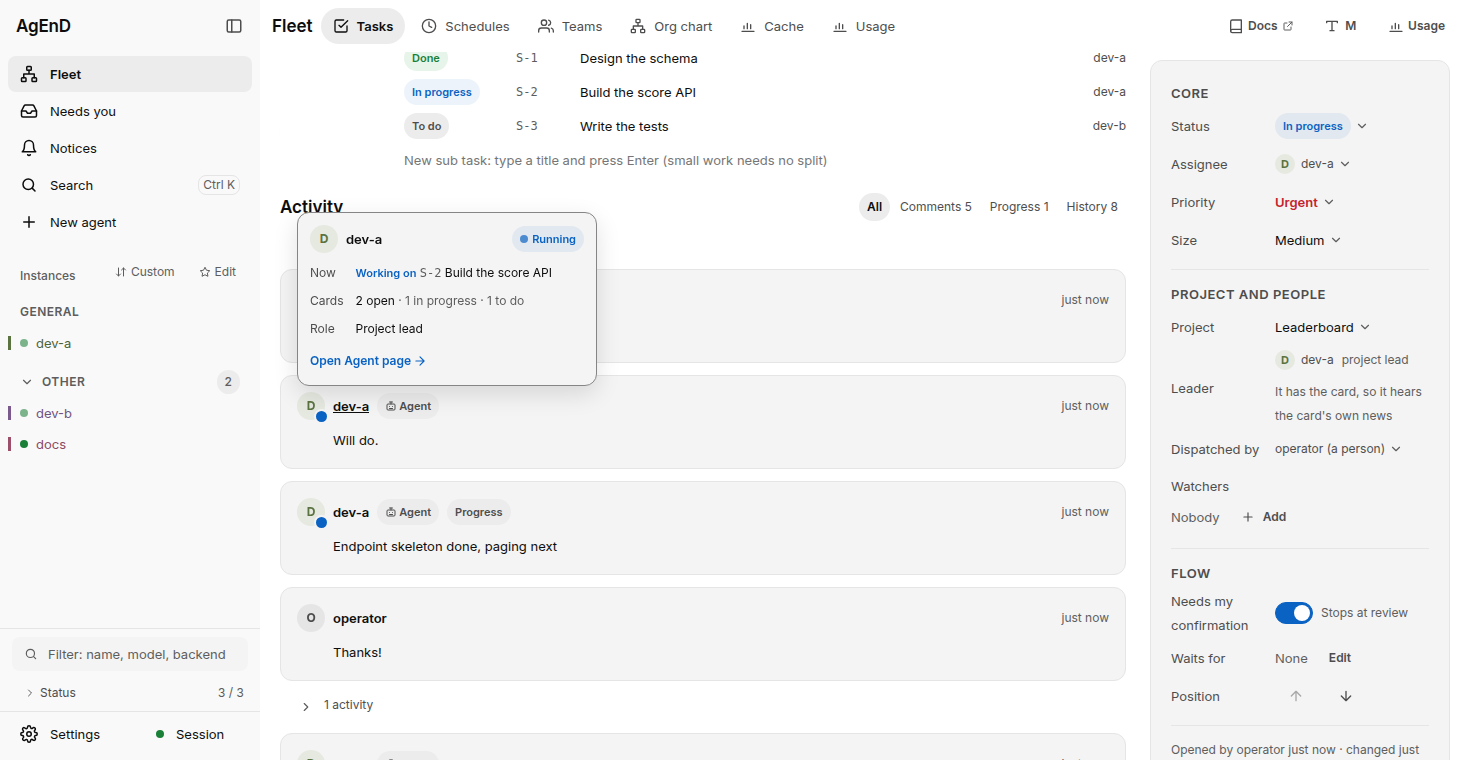 AgEnD
Fleet
Needs you
Notices
Search
Ctrl K
New agent
Instances
Custom
Edit
GENERAL
dev-a
OTHER
2
dev-b
docs
Filter: name, model, backend
Status
3 / 3
Settings
Session
Fleet
Tasks
Schedules
Teams
Org chart
Cache
Usage
Docs
M
Usage
Done S-1 Design the schema dev-a
In progress S-2 Build the score API dev-a
To do S-3 Write the tests dev-b
New sub task: type a title and press Enter (small work needs no split)
Activity
All Comments 5 Progress 1 History 8
D dev-a Running
Now Working on S-2 Build the score API
Cards 2 open · 1 in progress · 1 to do
Role Project lead
Open Agent page →
just now
D dev-a Agent just now
Will do.
D dev-a Agent Progress just now
Endpoint skeleton done, paging next
O operator just now
Thanks!
1 activity
CORE
Status In progress
Assignee D dev-a
Priority Urgent
Size Medium
PROJECT AND PEOPLE
Project Leaderboard
D dev-a project lead
Leader
It has the card, so it hears
the card's own news
Dispatched by operator (a person)
Watchers
Nobody + Add
FLOW
Needs my
confirmation
Stops at review
Waits for None Edit
Position ↑ ↓
Opened by operator just now · changed just